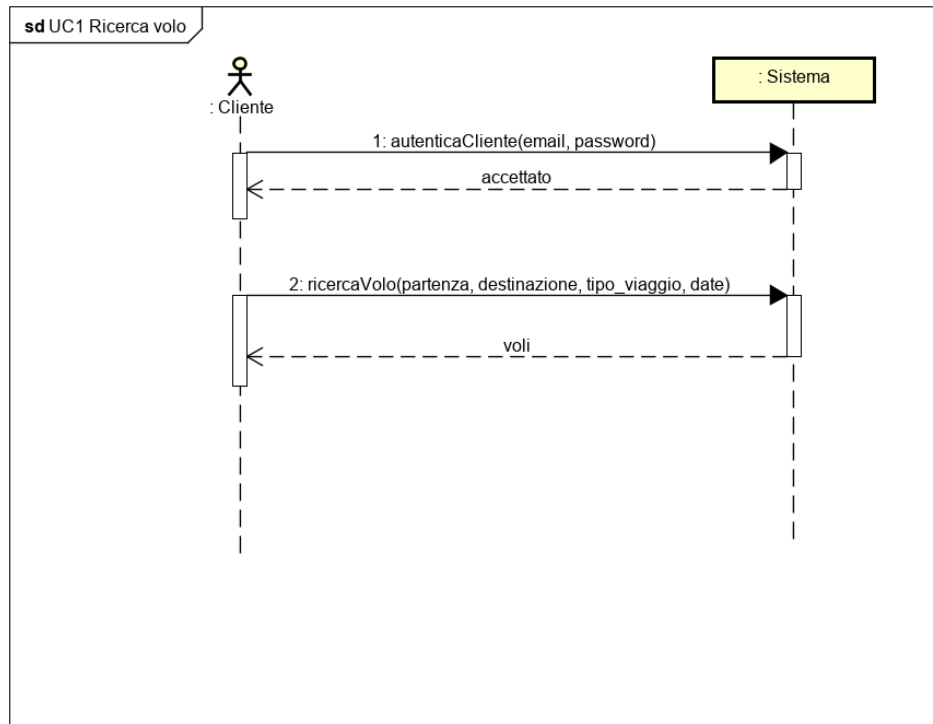 sd UC1 Ricerca volo
: Cliente
: Sistema
1: autenticaCliente(email, password)
accettato
2: ricercaVolo(partenza, destinazione, tipo_viaggio, date)
voli